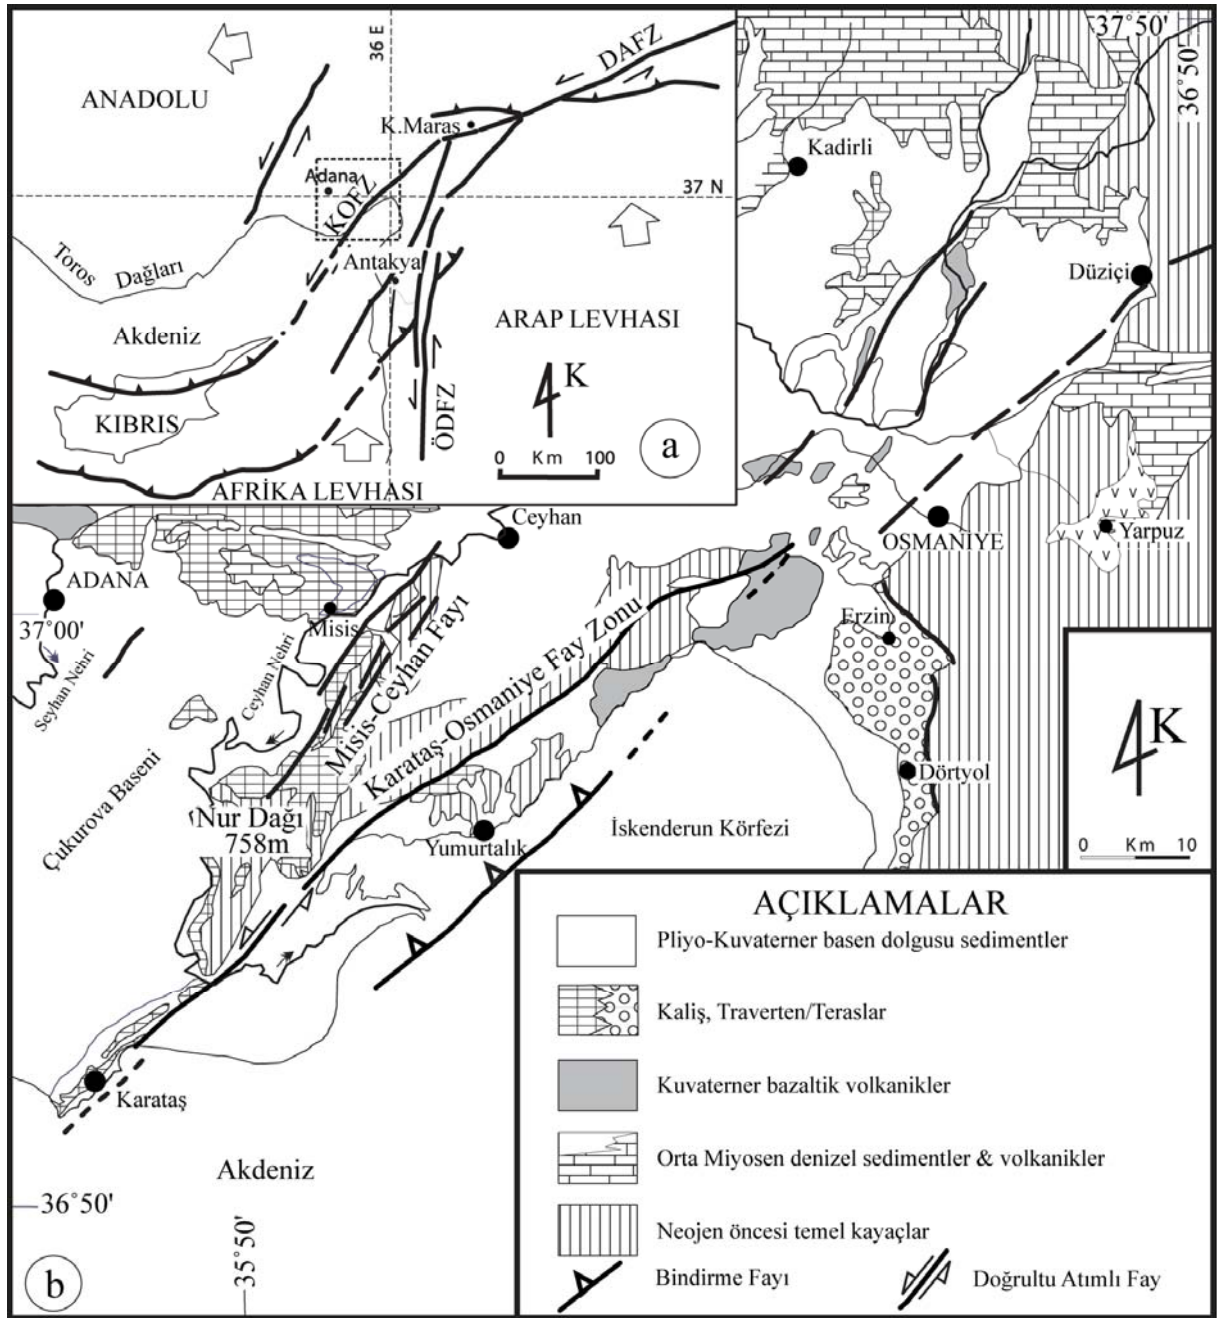 ANADOLU
36 E
DAFZ
K.Maraş
Adana
KOFZ
37 N
Toros
Dağları
Antakya
Akdeniz
ARAP LEVHASI
KIBRIS
ÖDFZ
K
0 Km 100
a
AFRİKA LEVHASI
37°50'
36°50'
Kadirli
Düziçi
Ceyhan
OSMANİYE
Yarpuz
ADANA
37°00'
Misis
Erzin
Seyhan Nehri
Ceyhan Nehri
Misis-Ceyhan Fayı
Karataş-Osmaniye Fay Zonu
Çukurova Baseni
Nur Dağı
758m
Yumurtalık
İskenderun Körfezi
Dörtyol
K
0 Km 10
Karataş
Akdeniz
36°50'
35°50'
b
AÇIKLAMALAR
Pliyo-Kuvaterner basen dolgusu sedimentler
Kaliş, Traverten/Teraslar
Kuvaterner bazaltik volkanikler
Orta Miyosen denizel sedimentler & volkanikler
Neojen öncesi temel kayaçlar
Bindirme Fayı
Doğrultu Atımlı Fay